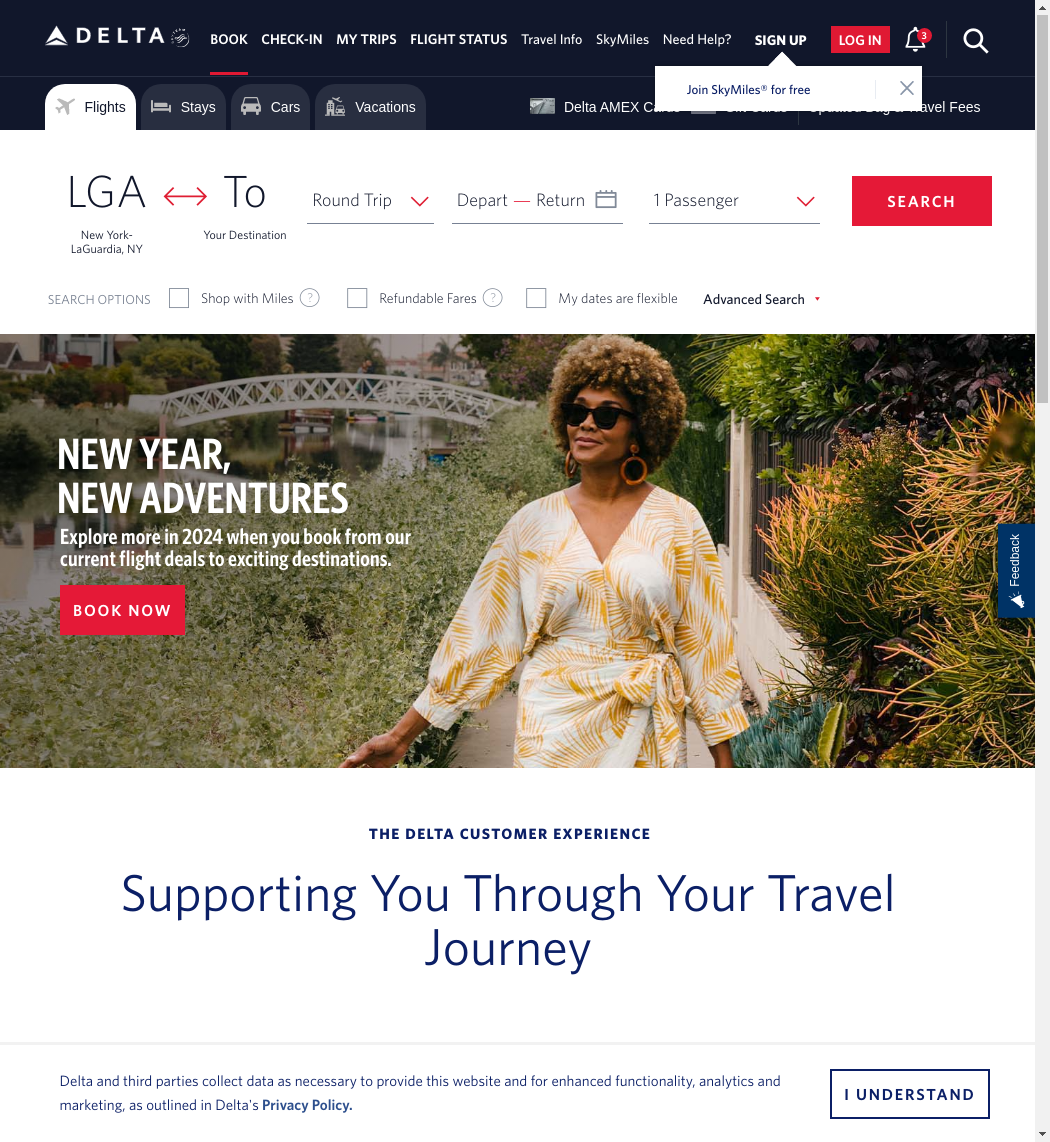 DELTA
BOOK CHECK-IN MY TRIPS FLIGHT STATUS Travel Info SkyMiles Need Help? SIGN UP LOG IN 3
Join SkyMiles® for free
Flights Stays Cars Vacations Delta AMEX Cards Travel Fees
LGA To
Round Trip Depart — Return 1 Passenger SEARCH
New York-
LaGuardia, NY
Your Destination
SEARCH OPTIONS Shop with Miles ? Refundable Fares ? My dates are flexible Advanced Search
NEW YEAR,
NEW ADVENTURES
Explore more in 2024 when you book from our
current flight deals to exciting destinations.
BOOK NOW
Feedback
THE DELTA CUSTOMER EXPERIENCE
Supporting You Through Your Travel
Journey
Delta and third parties collect data as necessary to provide this website and for enhanced functionality, analytics and
marketing, as outlined in Delta's Privacy Policy.
I UNDERSTAND